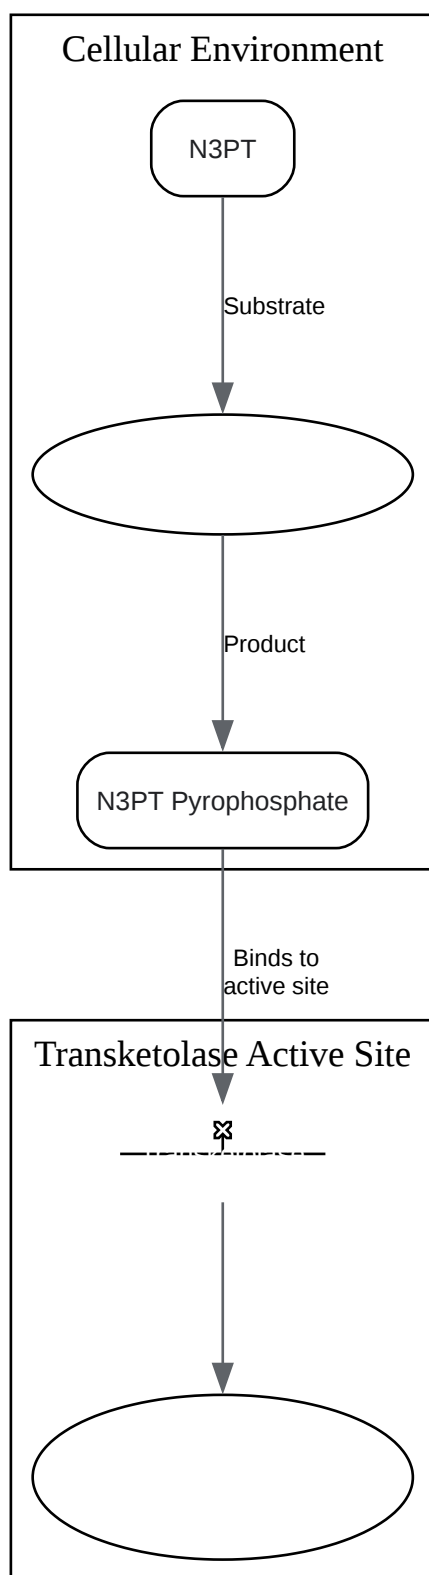 Cellular Environment
N3PT
Substrate
Product
N3PT Pyrophosphate
Binds to
active site
Transketolase Active Site